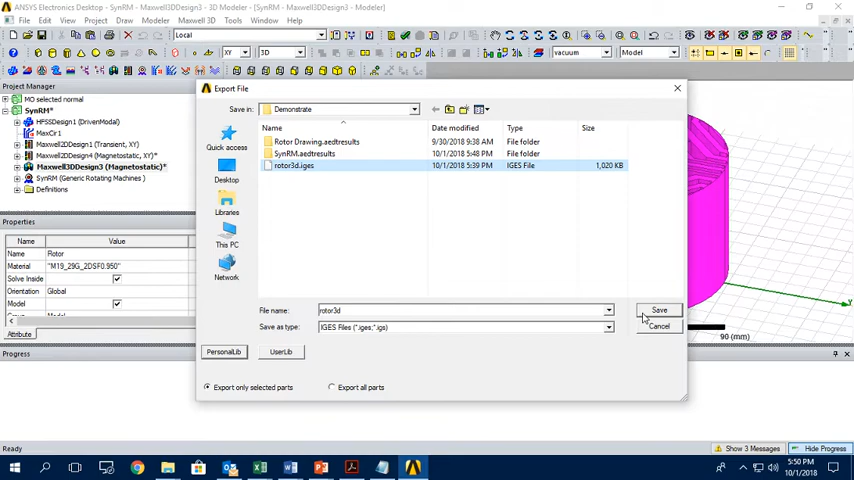 ANSYS Electronics Desktop - SynRM - Maxwell3DDesign3 - 3D Modeler - [SynRM - Maxwell3DDesign3 - Modeler]
File Edit View Project Draw Modeler Maxwell 3D Tools Window Help
Local
XY 3D vacuum Model
Project Manager
MO selected normal
SynRM*
HFSSDesign1 (DrivenModal)
MaxCir1
Maxwell2DDesign1 (Transient, XY)
Maxwell2DDesign4 (Magnetostatic, XY)*
Maxwell3DDesign3 (Magnetostatic)*
SynRM (Generic Rotating Machines)
Definitions
Properties
Name Value
Name Rotor
Material "M19_29G_2DSF0.950"
Solve Inside
Orientation Global
Model
Attribute
Progress
Export File
Save in: Demonstrate
Name Date modified Type Size
Rotor Drawing.aedtresults 9/30/2018 9:38 AM File folder
SynRM.aedtresults 10/1/2018 5:48 PM File folder
rotor3d.iges 10/1/2018 5:39 PM IGES File 1,020 KB
Quick access
Desktop
Libraries
This PC
Network
File name: rotor3d Save
Save as type: IGES Files (*.iges;*.igs) Cancel
PersonalLib UserLib
Export only selected parts Export all parts
90 (mm)
Y
Ready Show 3 Messages Hide Progress
5:50 PM
10/1/2018